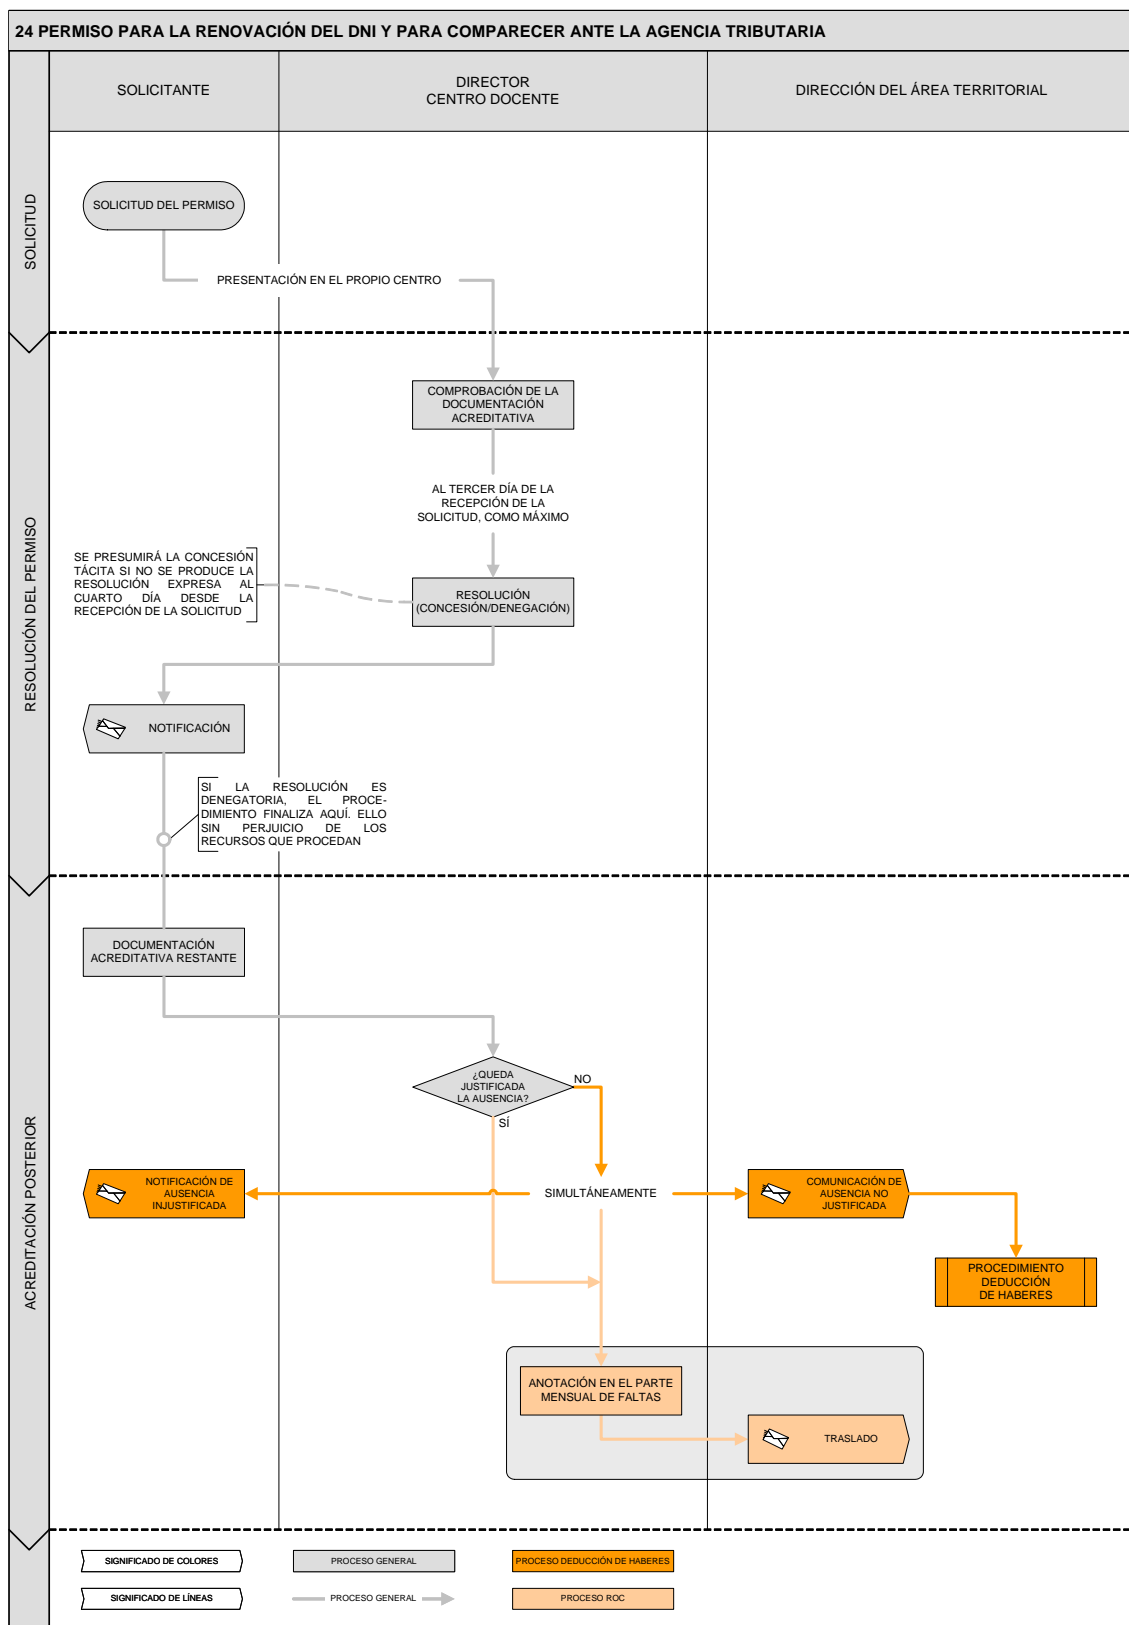 24 PERMISO PARA LA RENOVACIÓN DEL DNI Y PARA COMPARECER ANTE LA AGENCIA TRIBUTARIA
SOLICITANTE
DIRECTOR
CENTRO DOCENTE
DIRECCIÓN DEL ÁREA TERRITORIAL
SOLICITUD
SOLICITUD DEL PERMISO
PRESENTACIÓN EN EL PROPIO CENTRO
RESOLUCIÓN DEL PERMISO
COMPROBACIÓN DE LA
DOCUMENTACIÓN
ACREDITATIVA
AL TERCER DÍA DE LA
RECEPCIÓN DE LA
SOLICITUD, COMO MÁXIMO
SE PRESUMIRÁ LA CONCESIÓN
TÁCITA SI NO SE PRODUCE LA
RESOLUCIÓN EXPRESA AL
CUARTO DÍA DESDE LA
RECEPCIÓN DE LA SOLICITUD
RESOLUCIÓN
(CONCESIÓN/DENEGACIÓN)
NOTIFICACIÓN
SI LA RESOLUCIÓN ES
DENEGATORIA, EL PROCE-
DIMIENTO FINALIZA AQUÍ. ELLO
SIN PERJUICIO DE LOS
RECURSOS QUE PROCEDAN
ACREDITACIÓN POSTERIOR
DOCUMENTACIÓN
ACREDITATIVA RESTANTE
¿QUEDA
JUSTIFICADA
LA AUSENCIA?
NO
SÍ
NOTIFICACIÓN DE
AUSENCIA
INJUSTIFICADA
SIMULTÁNEAMENTE
COMUNICACIÓN DE
AUSENCIA NO
JUSTIFICADA
PROCEDIMIENTO
DEDUCCIÓN
DE HABERES
ANOTACIÓN EN EL PARTE
MENSUAL DE FALTAS
TRASLADO
SIGNIFICADO DE COLORES
PROCESO GENERAL
PROCESO DEDUCCIÓN DE HABERES
SIGNIFICADO DE LÍNEAS
PROCESO GENERAL
PROCESO ROC